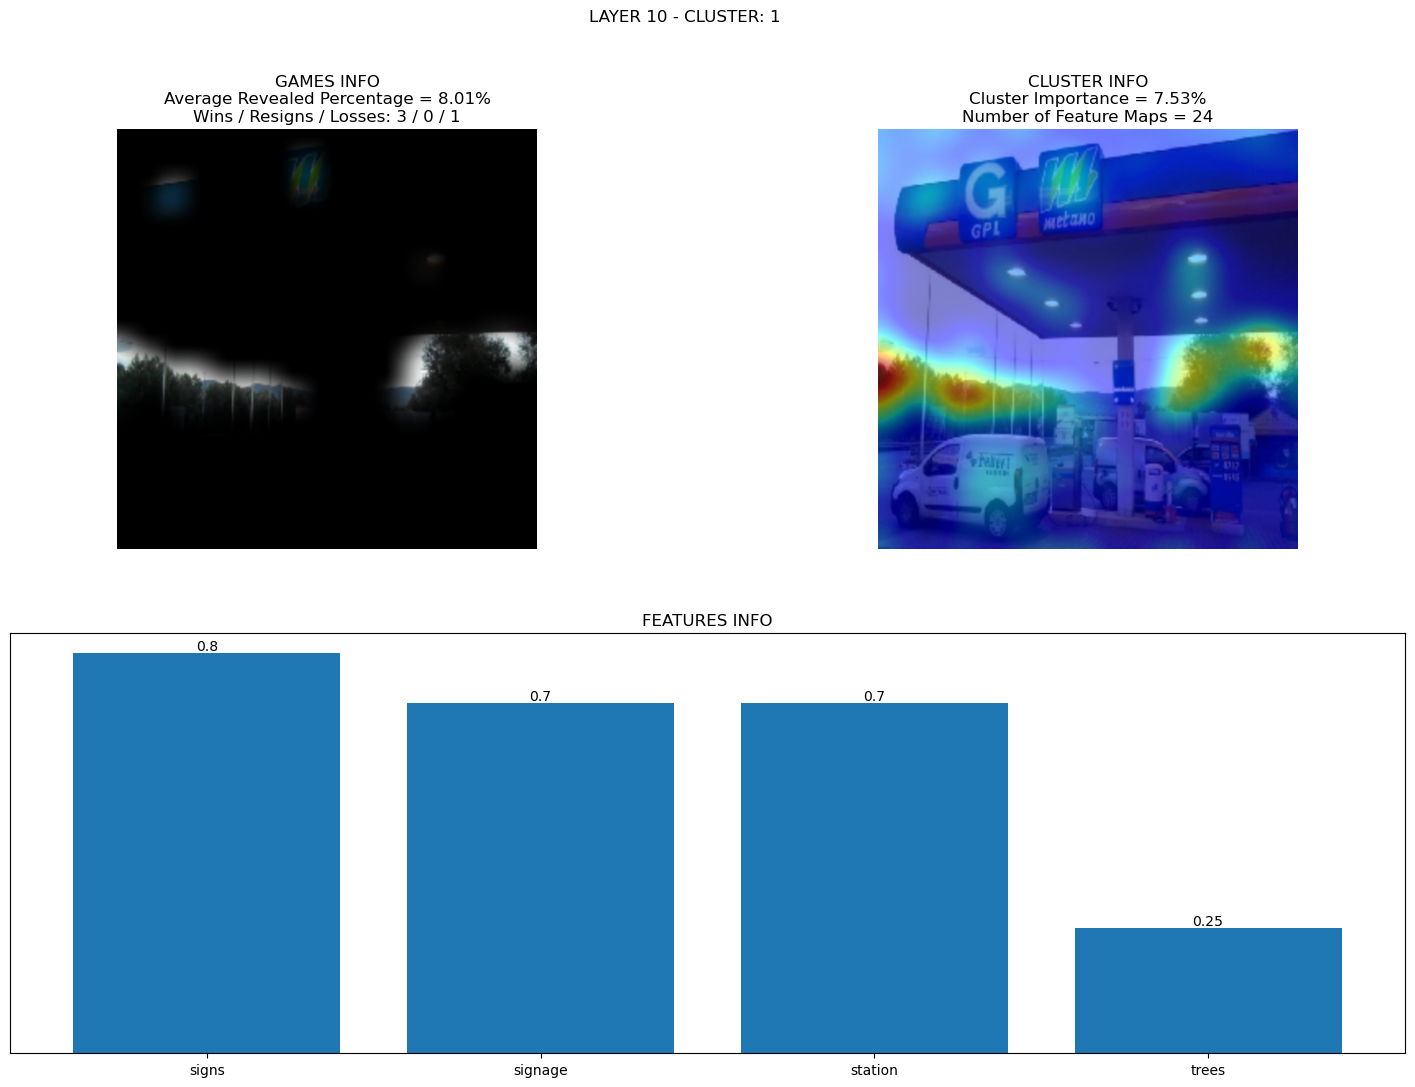 LAYER 10 - CLUSTER: 1
GAMES INFO
Average Revealed Percentage = 8.01%
Wins / Resigns / Losses: 3 / 0 / 1
CLUSTER INFO
Cluster Importance = 7.53%
Number of Feature Maps = 24
G
GPL
metano
FEATURES INFO
0.8
0.7
0.7
0.25
signs
signage
station
trees